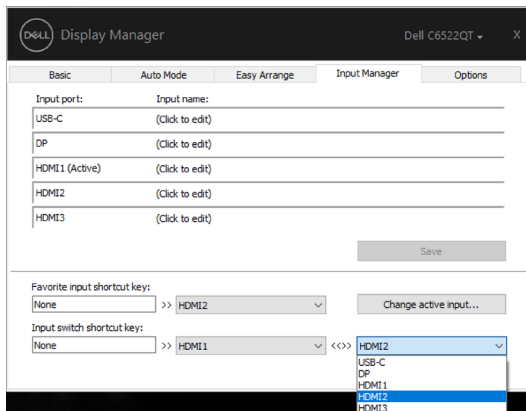 DELL Display Manager Dell C6522QT X
Basic Auto Mode Easy Arrange Input Manager Options
Input port: Input name:
USB-C (Click to edit)
DP (Click to edit)
HDMI1 (Active) (Click to edit)
HDMI2 (Click to edit)
HDMI3 (Click to edit)
Save
Favorite input shortcut key:
None >> HDMI2 Change active input...
Input switch shortcut key:
None >> HDMI1 <<>> HDMI2
USB-C
DP
HDMI1
HDMI2
HDMI3